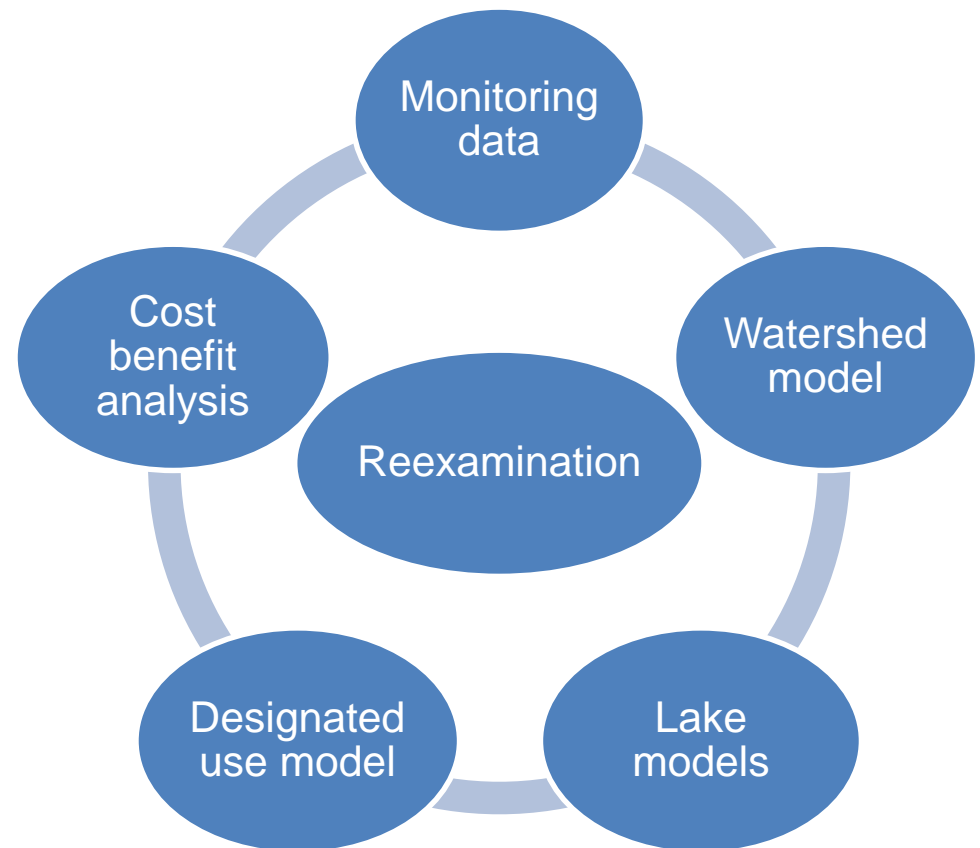 Monitoring
data
Watershed
model
Lake
models
Designated
use model
Cost
benefit
analysis
Reexamination